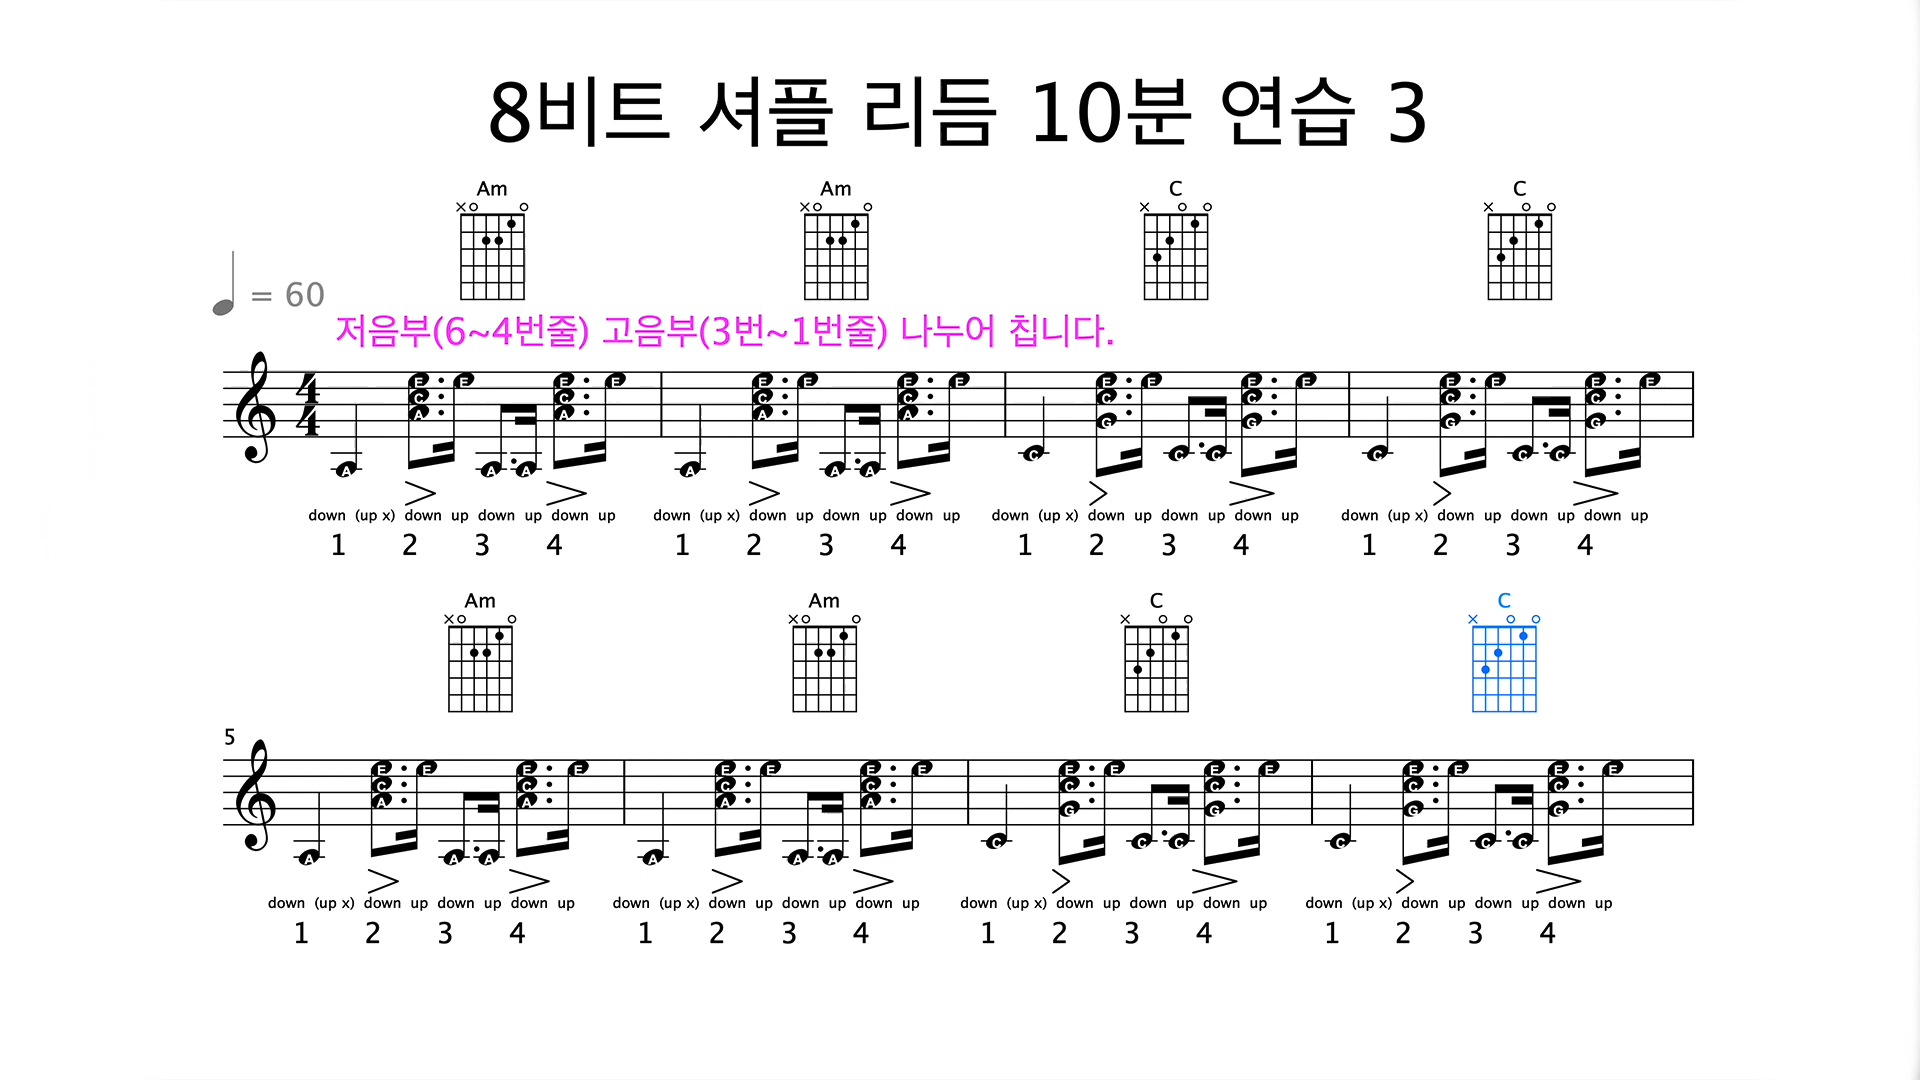 8비트 셔플 리듬 10분 연습 3
Am Am C C
= 60
저음부(6~4번줄) 고음부(3번~1번줄) 나누어 칩니다.
down (up x) down up down up down up down (up x) down up down up down up down (up x) down up down up down up down (up x) down up down up down up
1 2 3 4 1 2 3 4 1 2 3 4 1 2 3 4
Am Am C C
5
down (up x) down up down up down up down (up x) down up down up down up down (up x) down up down up down up down (up x) down up down up down up
1 2 3 4 1 2 3 4 1 2 3 4 1 2 3 4